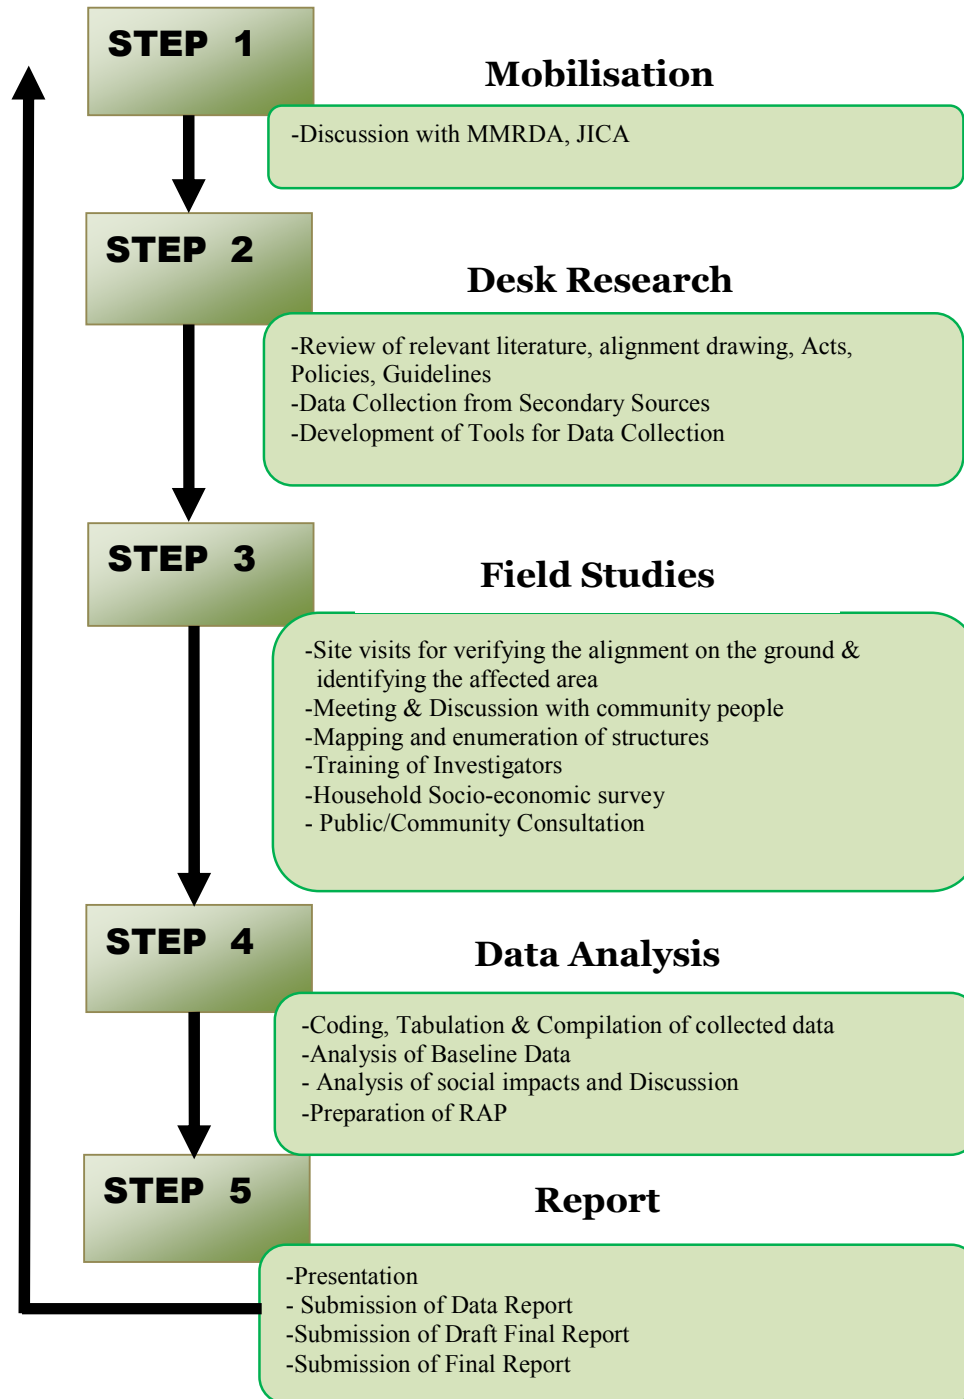 STEP 1
Mobilisation
-Discussion with MMRDA, JICA
STEP 2
Desk Research
-Review of relevant literature, alignment drawing, Acts,
Policies, Guidelines
-Data Collection from Secondary Sources
-Development of Tools for Data Collection
STEP 3
Field Studies
-Site visits for verifying the alignment on the ground &
identifying the affected area
-Meeting & Discussion with community people
-Mapping and enumeration of structures
-Training of Investigators
-Household Socio-economic survey
- Public/Community Consultation
STEP 4
Data Analysis
-Coding, Tabulation & Compilation of collected data
-Analysis of Baseline Data
- Analysis of social impacts and Discussion
-Preparation of RAP
STEP 5
Report
-Presentation
- Submission of Data Report
-Submission of Draft Final Report
-Submission of Final Report